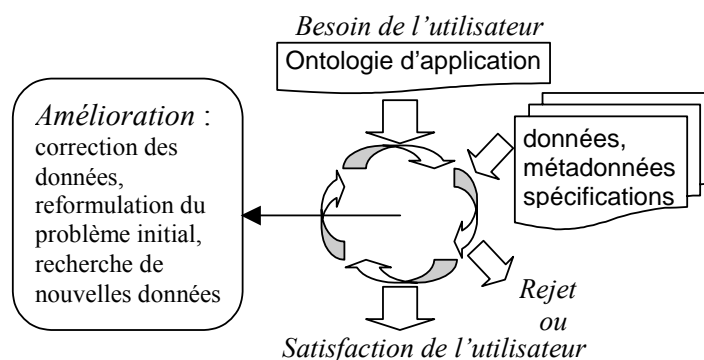 Besoin de l’utilisateur
Ontologie d’application
Amélioration :
correction des
données,
reformulation du
problème initial,
recherche de
nouvelles données
données,
métadonnées
spécifications
Rejet
ou
Satisfaction de l’utilisateur